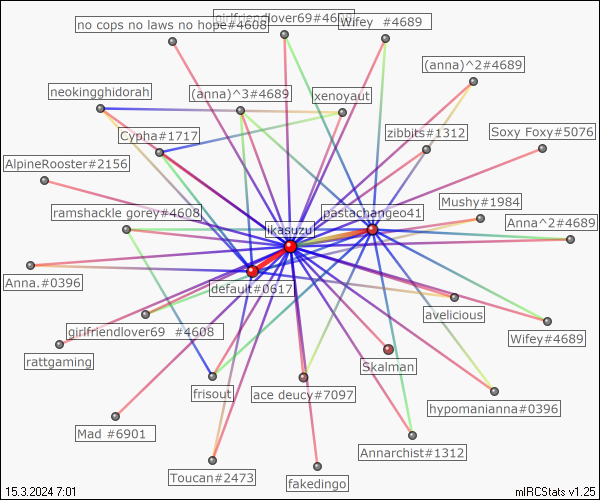 no cops no laws no hope#4608
girlfriendlover69#4608
Wifey #4689
(anna)^2#4689
neokingghidorah
(anna)^3#4689
xenoyaut
Cypha#1717
zibbits#1312
Soxy Foxy#5076
AlpineRooster#2156
Mushy#1984
ramshackle gorey#4608
pastachangeo41
Anna^2#4689
ikasuzu
Anna.#0396
default#0617
avelicious
girlfriendlover69 #4608
Wifey#4689
rattgaming
Skalman
frisout
ace deucy#7097
hypomanianna#0396
Mad #6901
Annarchist#1312
Toucan#2473
fakedingo
15.3.2024 7:01
mIRCStats v1.25